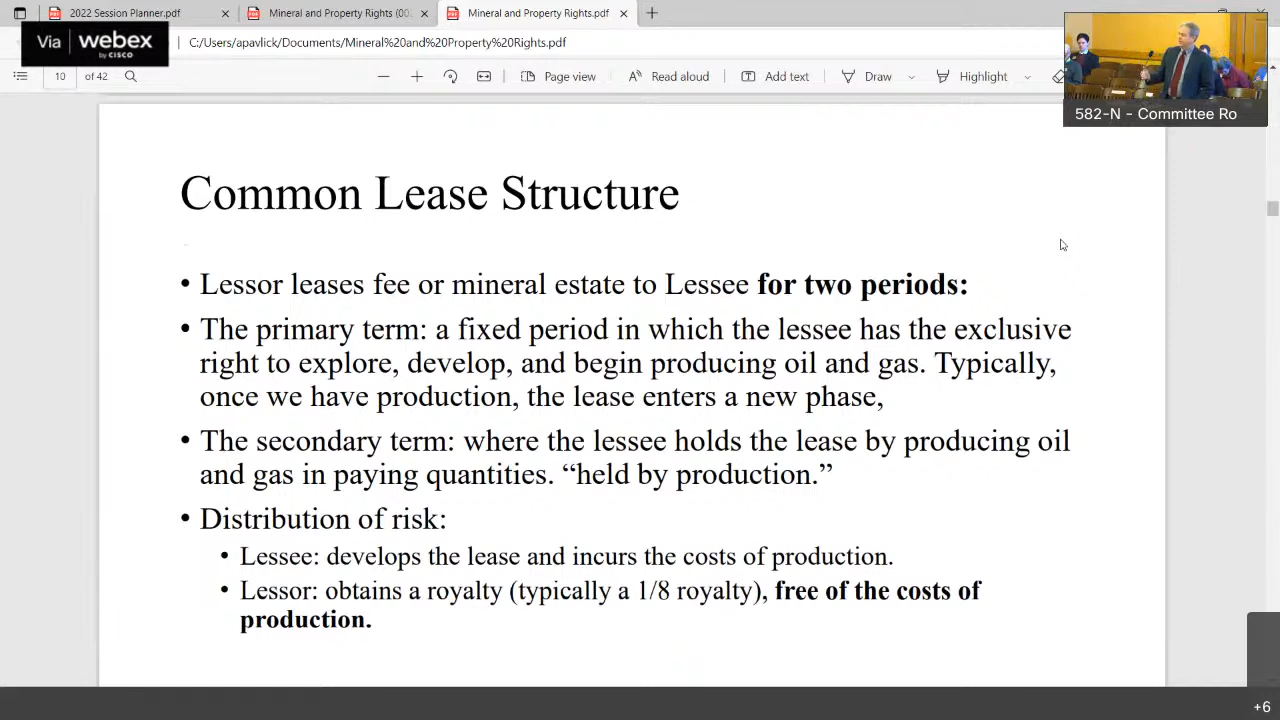 2022 Session Planner.pdf
Mineral and Property Rights (00
Mineral and Property Rights.pdf
Via webex
by CISCO
C:/Users/apavlick/Documents/Mineral%20and%20Property%20Rights.pdf
10 of 42
Page view
Read aloud
Add text
Draw
Highlight
582-N - Committee Ro
Common Lease Structure
• Lessor leases fee or mineral estate to Lessee for two periods:
• The primary term: a fixed period in which the lessee has the exclusive
right to explore, develop, and begin producing oil and gas. Typically,
once we have production, the lease enters a new phase,
• The secondary term: where the lessee holds the lease by producing oil
and gas in paying quantities. “held by production.”
• Distribution of risk:
• Lessee: develops the lease and incurs the costs of production.
• Lessor: obtains a royalty (typically a 1/8 royalty), free of the costs of
production.
+6